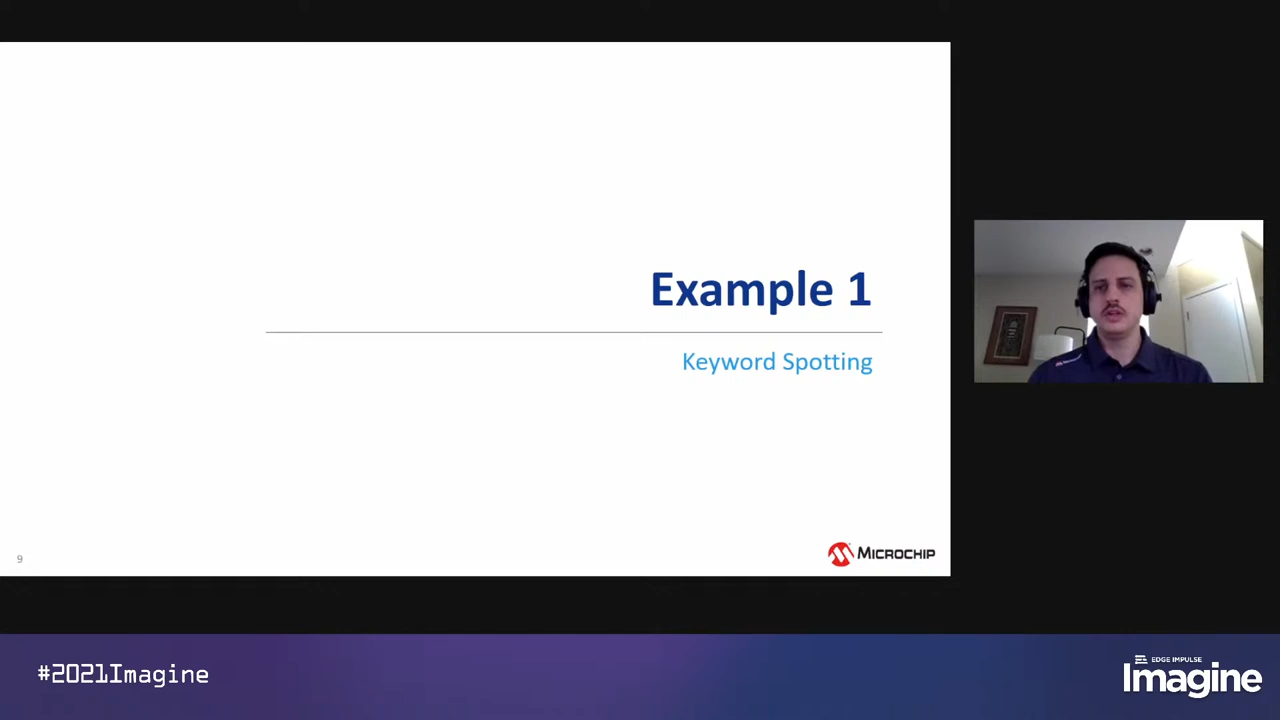 Example 1
Keyword Spotting
9
MICROCHIP
#2021Imagine
EDGE IMPULSE
Imagine